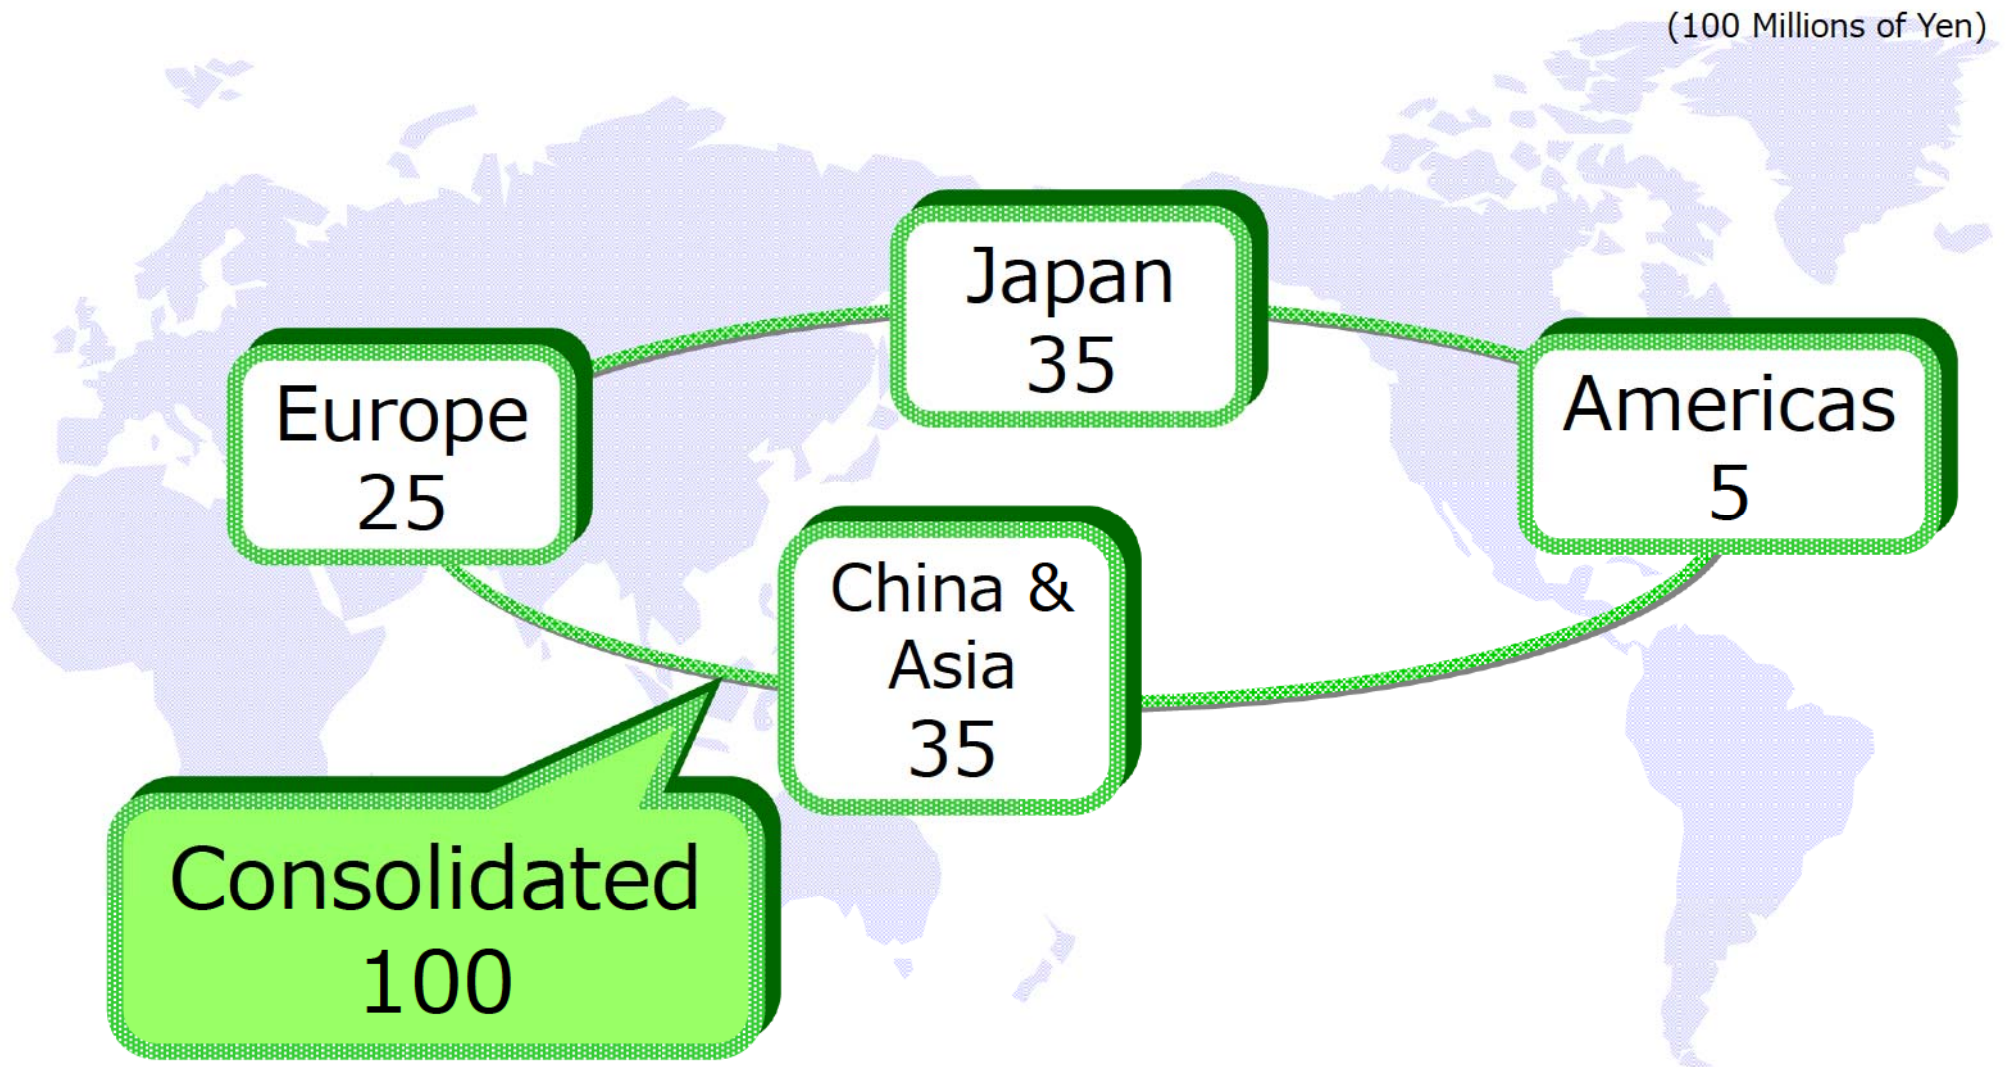 (100 Millions of Yen)
Japan
35
Americas
5
Europe
25
China &
Asia
35
Consolidated
100